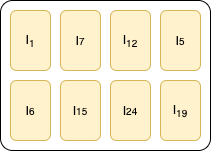 I₁ I₇ I₁₂ I₅
I₆ I₁₅ I₂₄ I₁₉